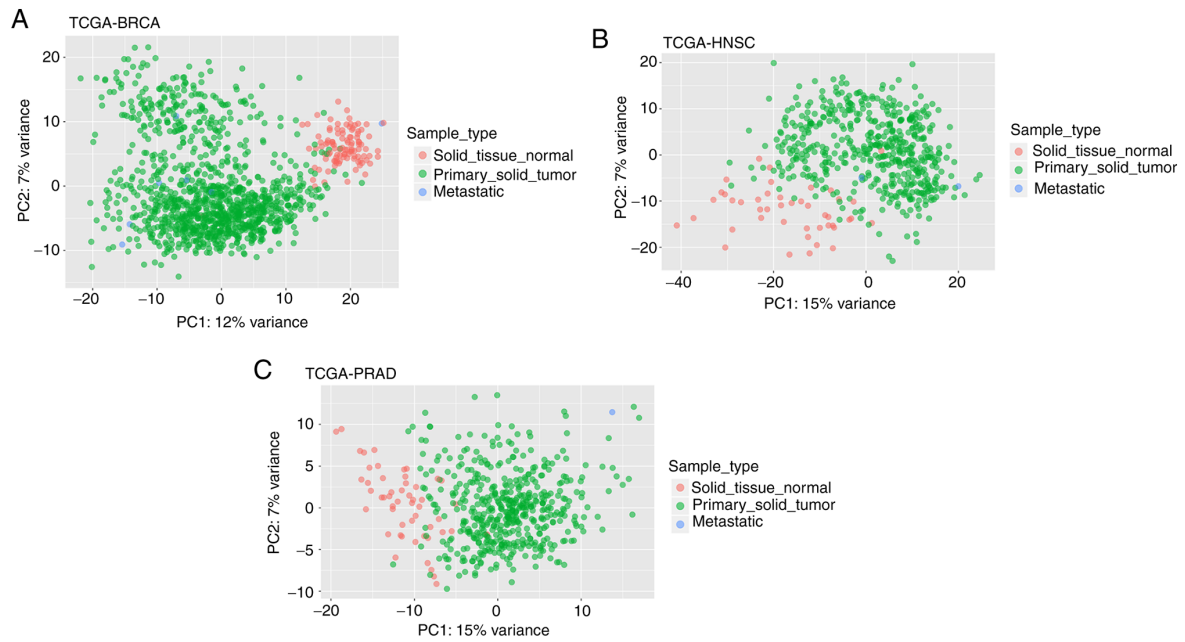 A
TCGA-BRCA
20
10
0
−10
PC2: 7% variance
−20
−10
0
10
20
PC1: 12% variance
Sample_type
Solid_tissue_normal
Primary_solid_tumor
Metastatic
B
TCGA-HNSC
20
10
0
−10
−20
PC2: 7% variance
−40
−20
0
20
PC1: 15% variance
Sample_type
Solid_tissue_normal
Primary_solid_tumor
Metastatic
C
TCGA-PRAD
10
5
0
−5
−10
PC2: 7% variance
−20
−10
0
10
PC1: 15% variance
Sample_type
Solid_tissue_normal
Primary_solid_tumor
Metastatic